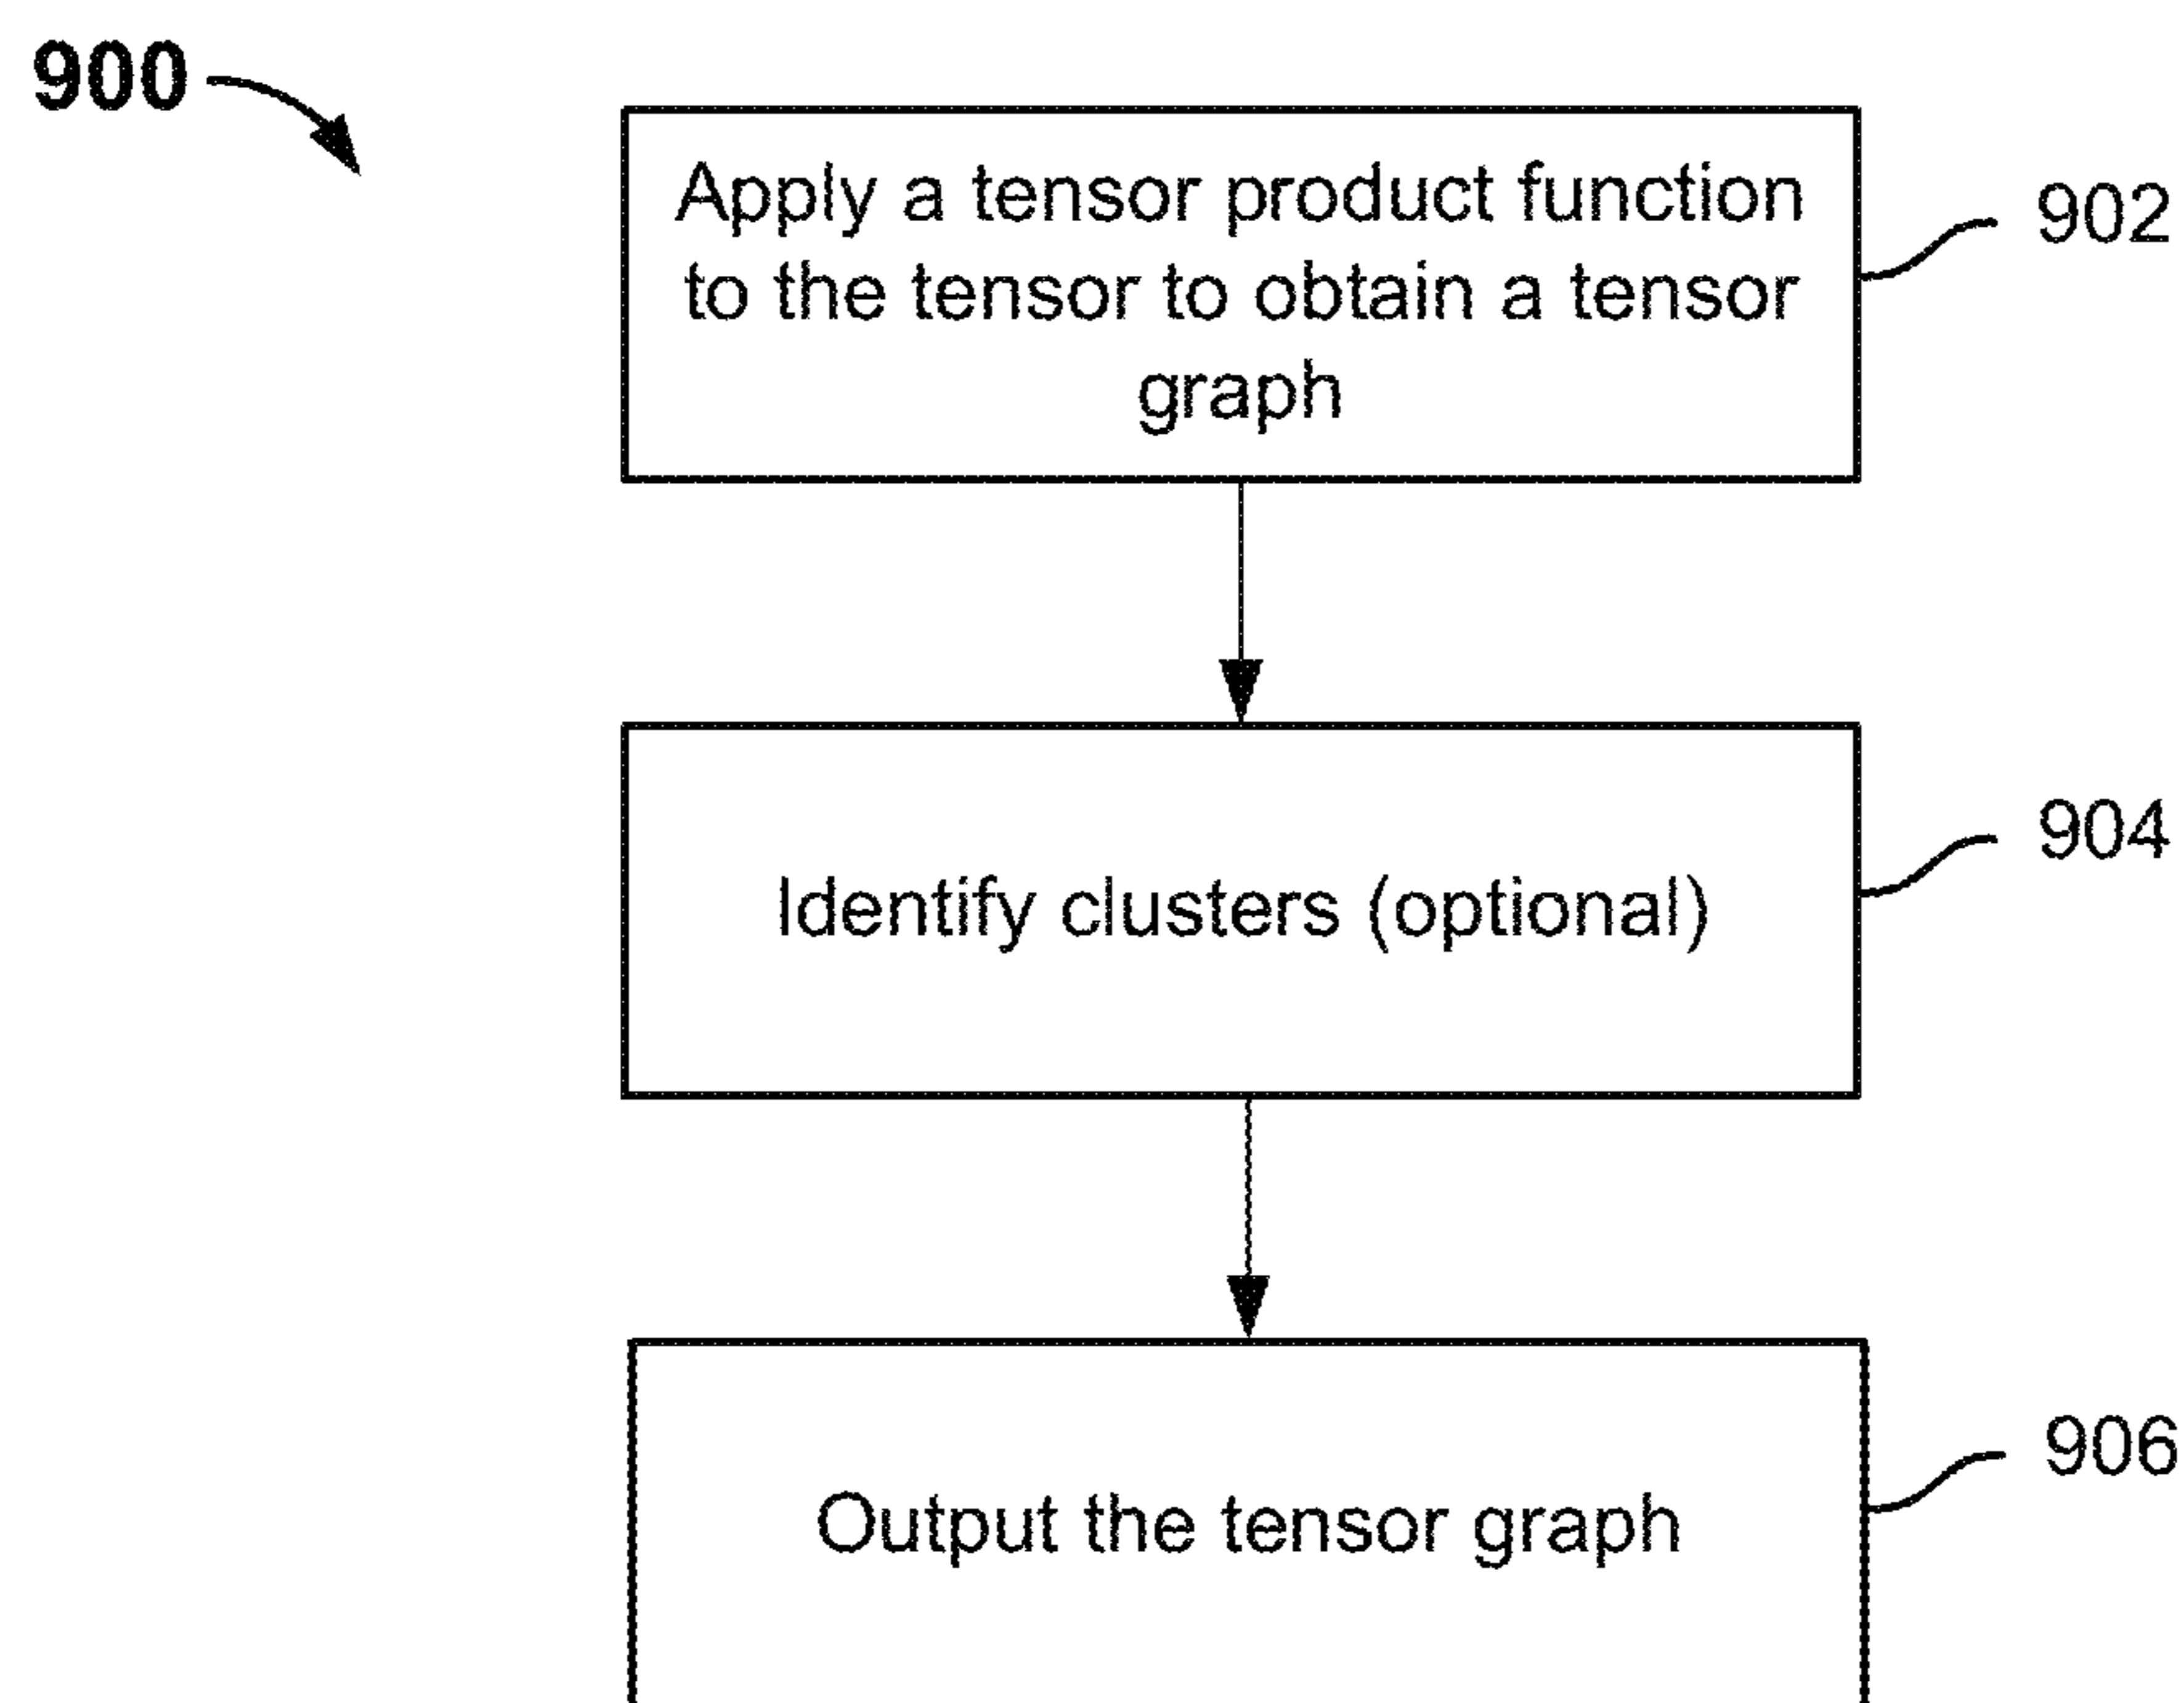 900
Apply a tensor product function
to the tensor to obtain a tensor
graph
902
Identify clusters (optional)
904
Output the tensor graph
906